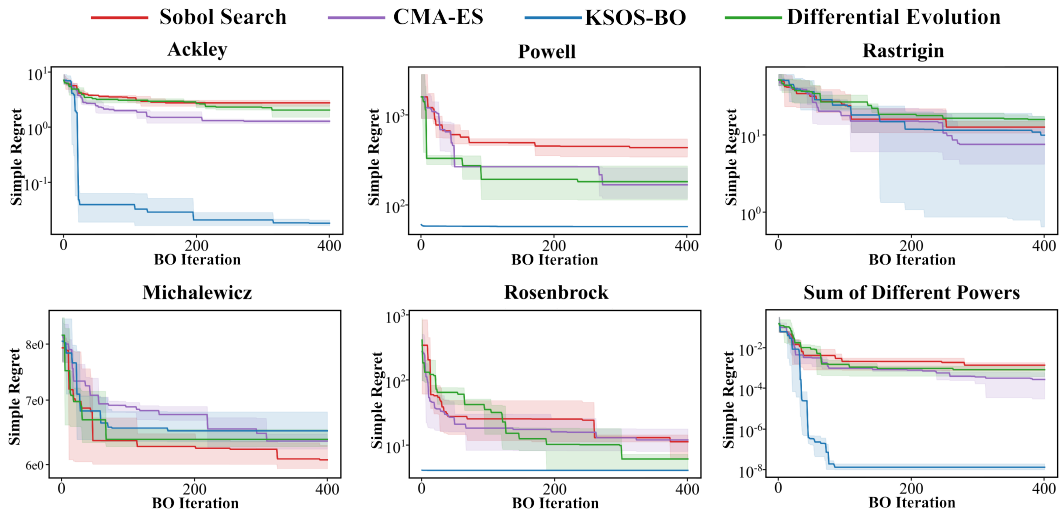 Sobol Search CMA-ES KSOS-BO Differential Evolution
Ackley Powell Rastrigin
Simple Regret
10^1
10^0
10^-1
0 200 400
BO Iteration
Simple Regret
10^3
10^2
0 200 400
BO Iteration
Simple Regret
10^1
10^0
0 200 400
BO Iteration
Michalewicz Rosenbrock Sum of Different Powers
Simple Regret
8e0
7e0
6e0
0 200 400
BO Iteration
Simple Regret
10^3
10^2
10^1
0 200 400
BO Iteration
Simple Regret
10^-2
10^-4
10^-6
10^-8
0 200 400
BO Iteration